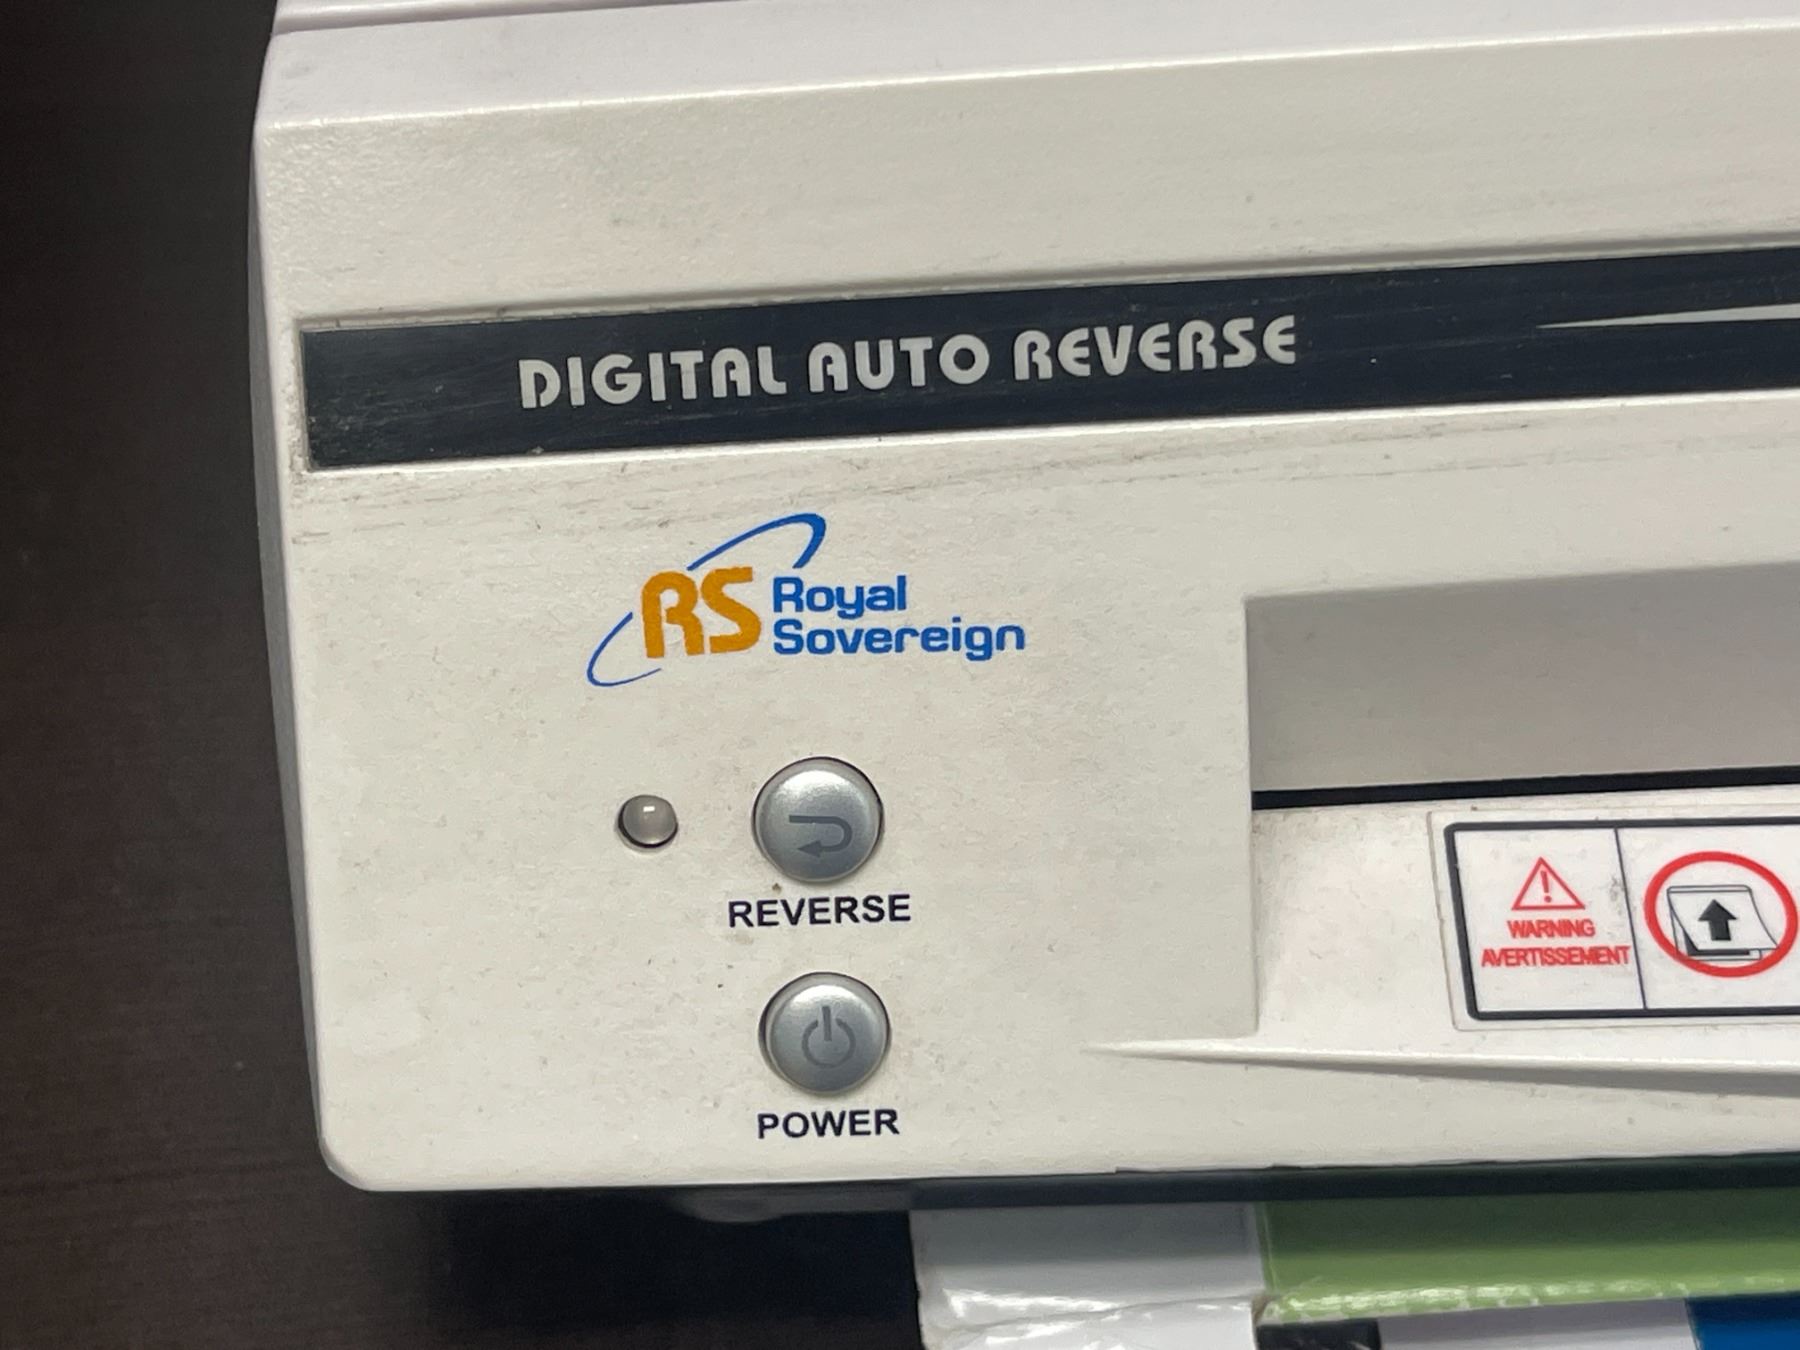 DIGITAL AUTO REVERSE
RS
Royal
Sovereign
REVERSE
WARNING
AVERTISSEMENT
POWER